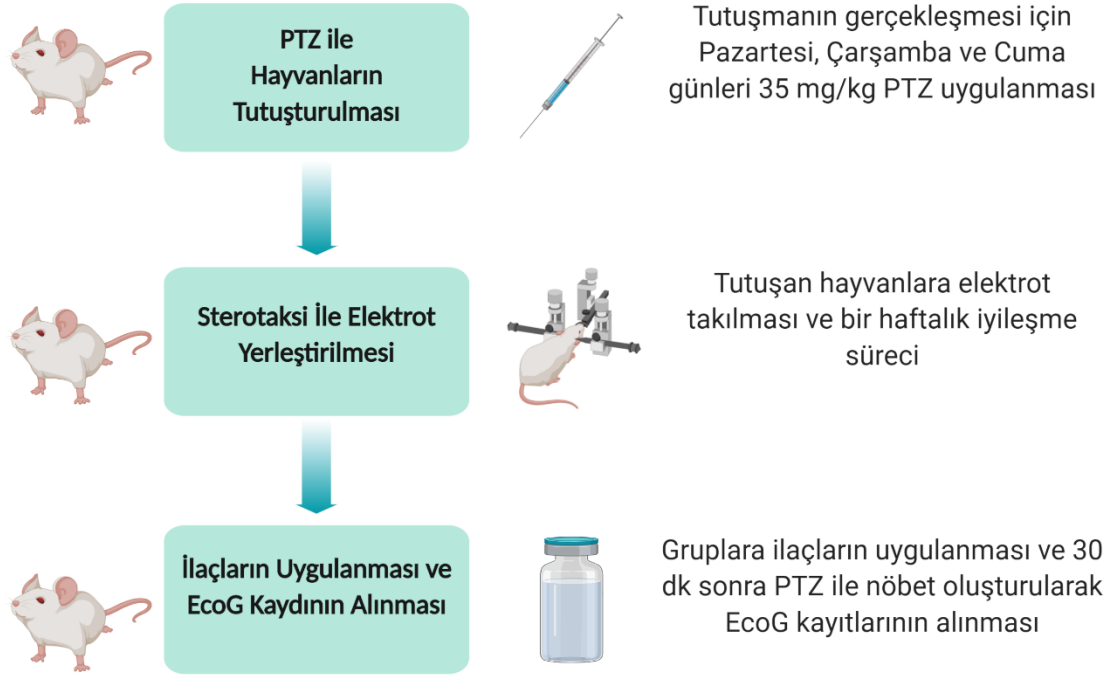 PTZ ile
Hayvanların
Tutuşturulması
Tutuşmanın gerçekleşmesi için
Pazartesi, Çarşamba ve Cuma
günleri 35 mg/kg PTZ uygulanması
Sterotaksi İle Elektrot
Yerleştirilmesi
Tutuşan hayvanlara elektrot
takılması ve bir haftalık iyileşme
süreci
İlaçların Uygulanması ve
EcoG Kaydının Alınması
Gruplara ilaçların uygulanması ve 30
dk sonra PTZ ile nöbet oluşturularak
EcoG kayıtlarının alınması